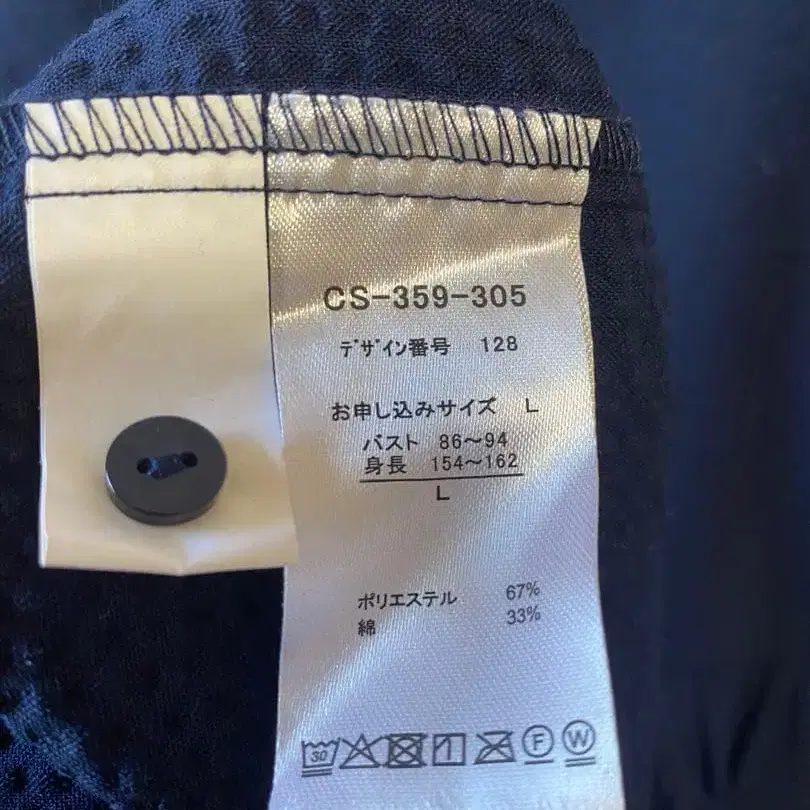 CS-359-305
デザイン番号 128
お申し込みサイズ L
バスト 86～94
身長 154～162
L
ポリエステル 67%
綿 33%
30 F W